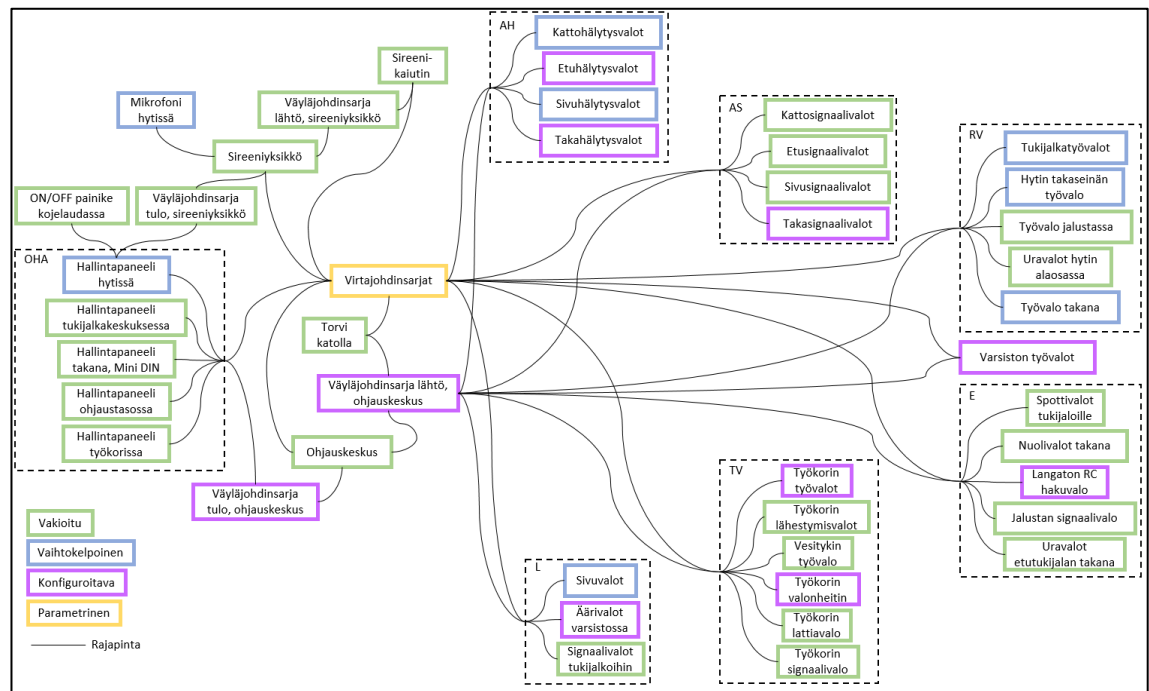 AH
Kattohälytysvalot
Etuhälytysvalot
Sivuhälytysvalot
Takahälytysvalot
Sireeni-
kaiutin
Mikrofoni
hytissä
Väyläjohdinsarja
lähtö, sireeniyksikkö
Sireeniyksikkö
ON/OFF painike
kojelaudassa
Väyläjohdinsarja
tulo, sireeniyksikkö
AS
Kattosignaalivalot
Etusignaalivalot
Sivusignaalivalot
Takasignaalivalot
RV
Tukijalkatyövalot
Hytin takaseinän
työvalo
Työvalo jalustassa
Uravalot hytin
alaosassa
Työvalo takana
OHA
Hallintapaneeli
hytissä
Hallintapaneeli
tukijalkakeskuksessa
Hallintapaneeli
takana, Mini DIN
Hallintapaneeli
ohjaustasossa
Hallintapaneeli
työkorissa
Virtajohdinsarjat
Torvi
katolla
Väyläjohdinsarja lähtö,
ohjauskeskus
Ohjauskeskus
Väyläjohdinsarja
tulo, ohjauskeskus
Varsiston työvalot
E
Spottivalot
tukijaloille
Nuolivalot takana
Langaton RC
hakuvalo
Jalustan signaalivalo
Uravalot
etutukijalan takana
TV
Työkorin
työvalot
Työkorin
lähestymisvalot
Vesitykin
työvalo
Työkorin
valonheitin
Työkorin
lattiavalo
Työkorin
signaalivalo
L
Sivuvalot
Äärivalot
varsistossa
Signaalivalot
tukijalkoihin
Vakioitu
Vaihtokelpoinen
Konfiguroitava
Parametrinen
Rajapinta